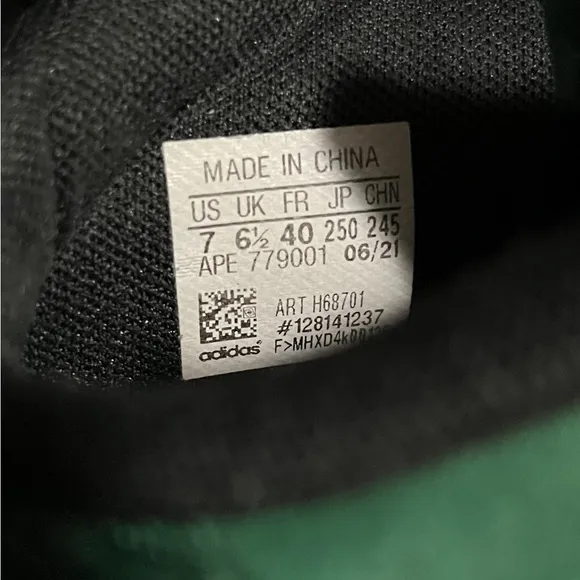 MADE IN CHINA
US UK FR JP CHN
7 6½ 40 250 245
APE 779001 06/21
ART H68701
#128141237
adidas®